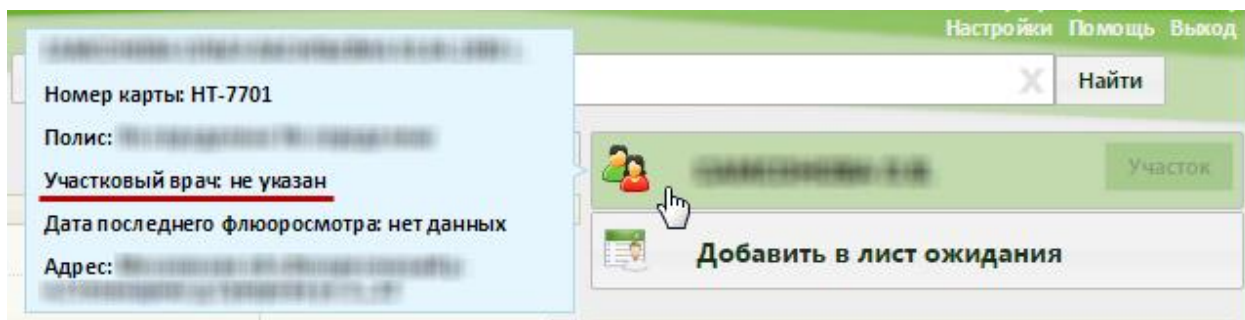 Настройки Помощь Выход
X Найти
Номер карты: НТ-7701
Полис:
Участковый врач: не указан
Дата последнего флюоросмотра: нет данных
Адрес:
Участок
Добавить в лист ожидания